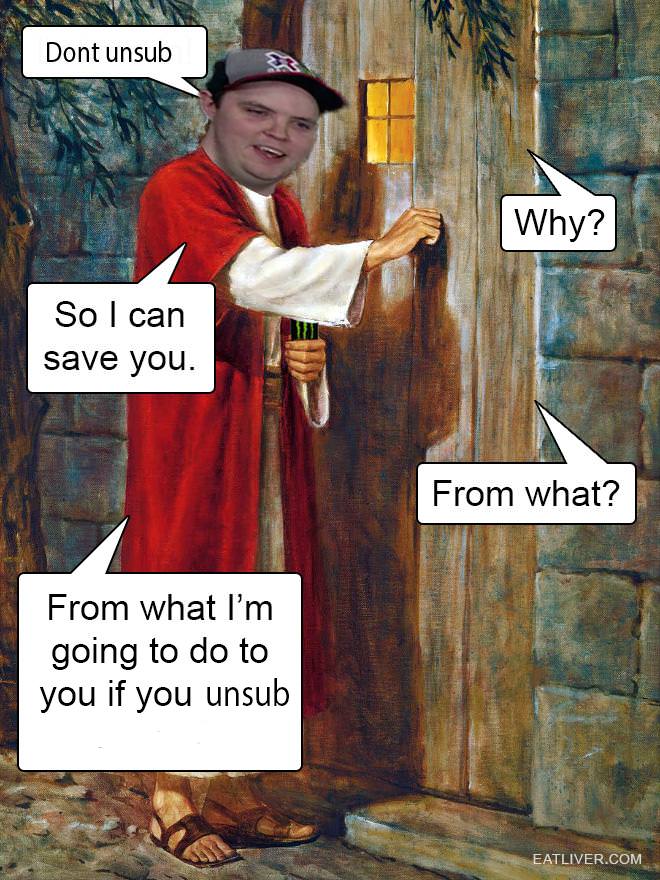 Dont unsub
Why?
So I can
save you.
From what?
From what I’m
going to do to
you if you unsub
EATLIVER.COM